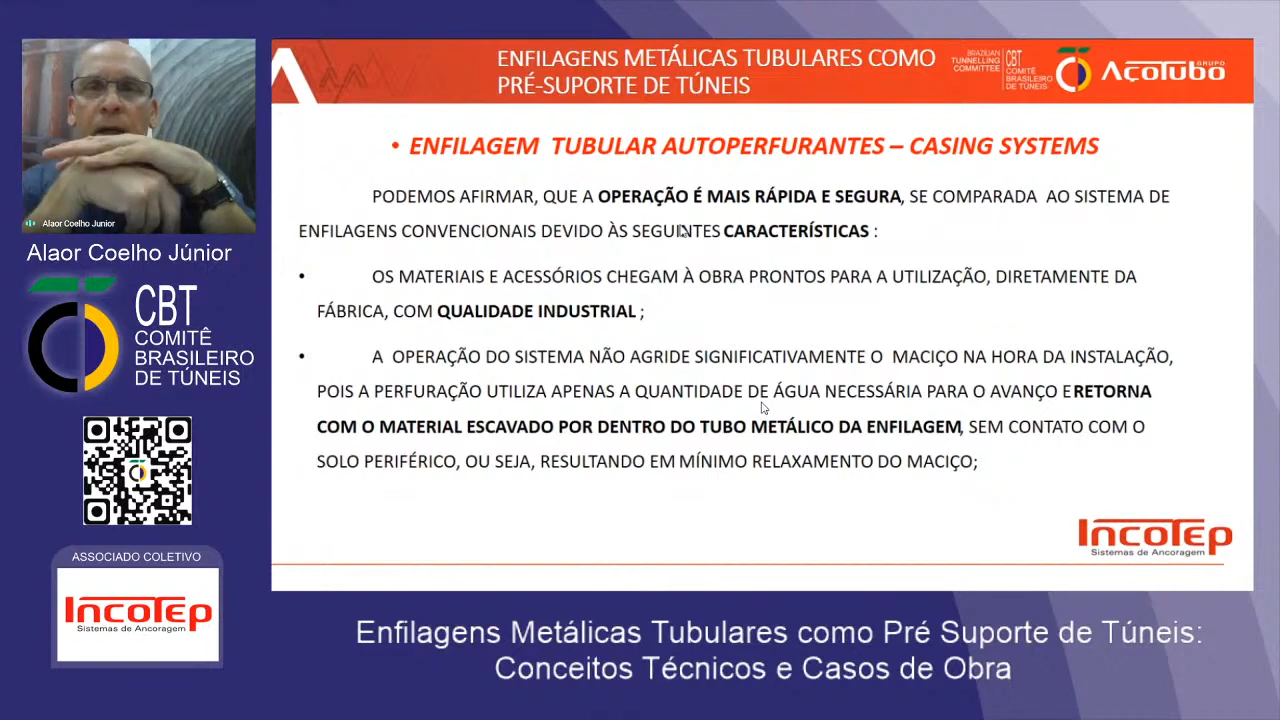 ENFILAGENS METÁLICAS TUBULARES COMO
PRÉ-SUPORTE DE TÚNEIS
BRAZILIAN
TUNNELLING
COMMITTEE
CBT
COMITÊ
BRASILEIRO
DE TÚNEIS
GRUPO
AÇOTUBO
• ENFILAGEM TUBULAR AUTOPERFURANTES – CASING SYSTEMS
PODEMOS AFIRMAR, QUE A OPERAÇÃO É MAIS RÁPIDA E SEGURA, SE COMPARADA AO SISTEMA DE
ENFILAGENS CONVENCIONAIS DEVIDO ÀS SEGUINTES CARACTERÍSTICAS :
• OS MATERIAIS E ACESSÓRIOS CHEGAM À OBRA PRONTOS PARA A UTILIZAÇÃO, DIRETAMENTE DA
FÁBRICA, COM QUALIDADE INDUSTRIAL ;
• A OPERAÇÃO DO SISTEMA NÃO AGRIDE SIGNIFICATIVAMENTE O MACIÇO NA HORA DA INSTALAÇÃO,
POIS A PERFURAÇÃO UTILIZA APENAS A QUANTIDADE DE ÁGUA NECESSÁRIA PARA O AVANÇO E RETORNA
COM O MATERIAL ESCAVADO POR DENTRO DO TUBO METÁLICO DA ENFILAGEM, SEM CONTATO COM O
SOLO PERIFÉRICO, OU SEJA, RESULTANDO EM MÍNIMO RELAXAMENTO DO MACIÇO;
INCOTEP
Sistemas de Ancoragem
Alaor Coelho Junior
Alaor Coelho Júnior
CBT
COMITÊ
BRASILEIRO
DE TÚNEIS
ASSOCIADO COLETIVO
INCOTEP
Sistemas de Ancoragem
Enfilagens Metálicas Tubulares como Pré Suporte de Túneis:
Conceitos Técnicos e Casos de Obra